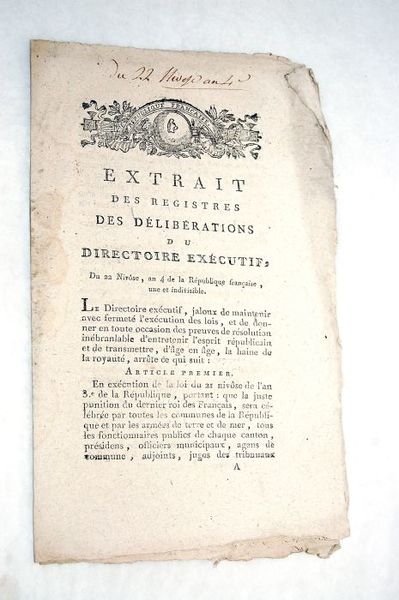 du 22 Nivose an 4e
RÉPUBLIQUE FRANÇAISE
EXTRAIT
DES REGISTRES
DES DÉLIBÉRATIONS
DU
DIRECTOIRE EXÉCUTIF,
Du 22 Nivôse, an 4 de la République française,
une et indivisible.
LE Directoire exécutif, jaloux de maintenir
avec fermeté l'exécution des lois, et de don-
ner en toute occasion des preuves de résolution
inébranlable d'entretenir l'esprit républicain
et de transmettre, d'âge en âge, la haine de
la royauté, arrête ce qui suit :
ARTICLE PREMIER.
En exécution de la loi du 21 nivôse de l'an
3.e de la République, portant : que la juste
punition du dernier roi des Français, sera cé-
lébrée par toutes les communes de la Républi-
que et par les armées de terre et de mer, tous
les fonctionnaires publics de chaque canton,
présidens, officiers municipaux, agens de
commune, adjoints, juges des tribunaux
A